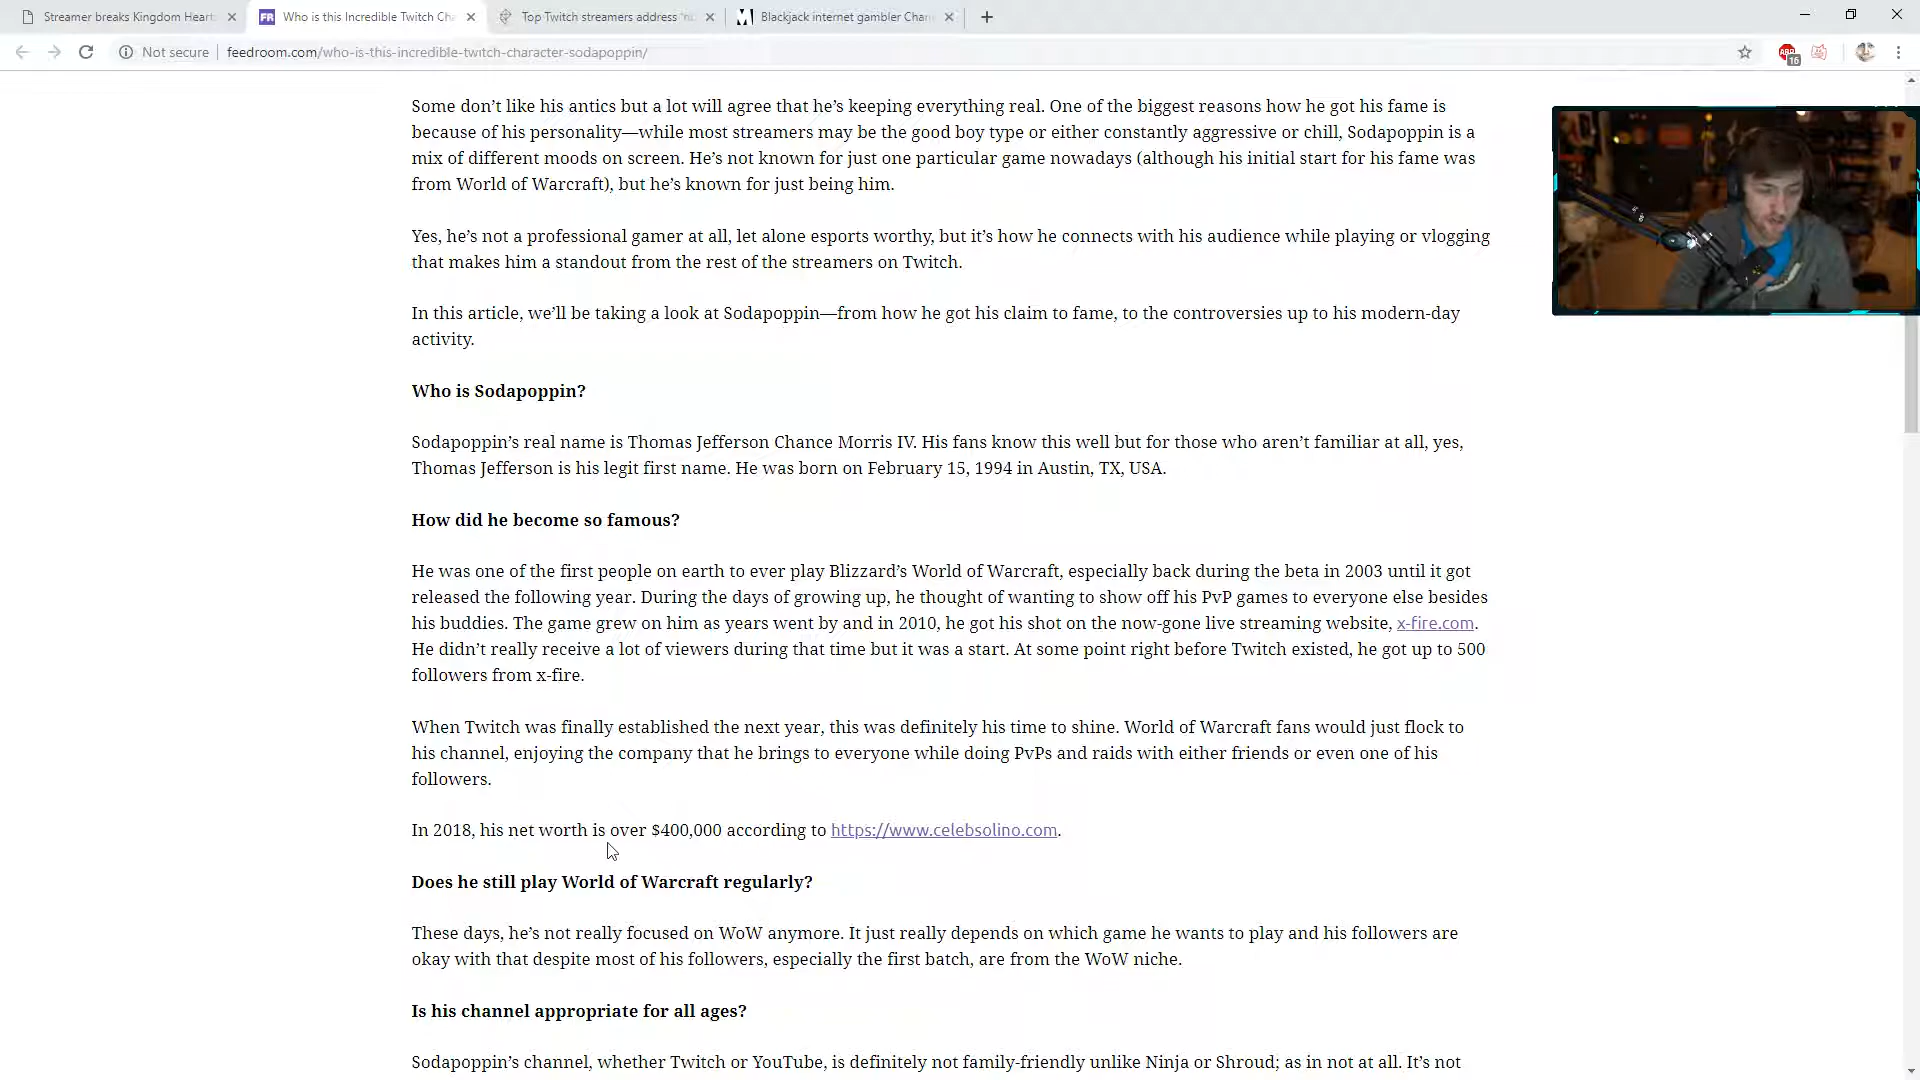 Streamer breaks Kingdom Heart
Who is this Incredible Twitch Cha
Top Twitch streamers address
Blackjack internet gambler Chan
Not secure
feedroom.com/who-is-this-incredible-twitch-character-sodapoppin/
16
Some don’t like his antics but a lot will agree that he’s keeping everything real. One of the biggest reasons how he got his fame is
because of his personality—while most streamers may be the good boy type or either constantly aggressive or chill, Sodapoppin is a
mix of different moods on screen. He’s not known for just one particular game nowadays (although his initial start for his fame was
from World of Warcraft), but he’s known for just being him.
Yes, he’s not a professional gamer at all, let alone esports worthy, but it’s how he connects with his audience while playing or vlogging
that makes him a standout from the rest of the streamers on Twitch.
In this article, we’ll be taking a look at Sodapoppin—from how he got his claim to fame, to the controversies up to his modern-day
activity.
Who is Sodapoppin?
Sodapoppin’s real name is Thomas Jefferson Chance Morris IV. His fans know this well but for those who aren’t familiar at all, yes,
Thomas Jefferson is his legit first name. He was born on February 15, 1994 in Austin, TX, USA.
How did he become so famous?
He was one of the first people on earth to ever play Blizzard’s World of Warcraft, especially back during the beta in 2003 until it got
released the following year. During the days of growing up, he thought of wanting to show off his PvP games to everyone else besides
his buddies. The game grew on him as years went by and in 2010, he got his shot on the now-gone live streaming website, x-fire.com.
He didn’t really receive a lot of viewers during that time but it was a start. At some point right before Twitch existed, he got up to 500
followers from x-fire.
When Twitch was finally established the next year, this was definitely his time to shine. World of Warcraft fans would just flock to
his channel, enjoying the company that he brings to everyone while doing PvPs and raids with either friends or even one of his
followers.
In 2018, his net worth is over $400,000 according to https://www.celebsolino.com.
Does he still play World of Warcraft regularly?
These days, he’s not really focused on WoW anymore. It just really depends on which game he wants to play and his followers are
okay with that despite most of his followers, especially the first batch, are from the WoW niche.
Is his channel appropriate for all ages?
Sodapoppin’s channel, whether Twitch or YouTube, is definitely not family-friendly unlike Ninja or Shroud; as in not at all. It’s not